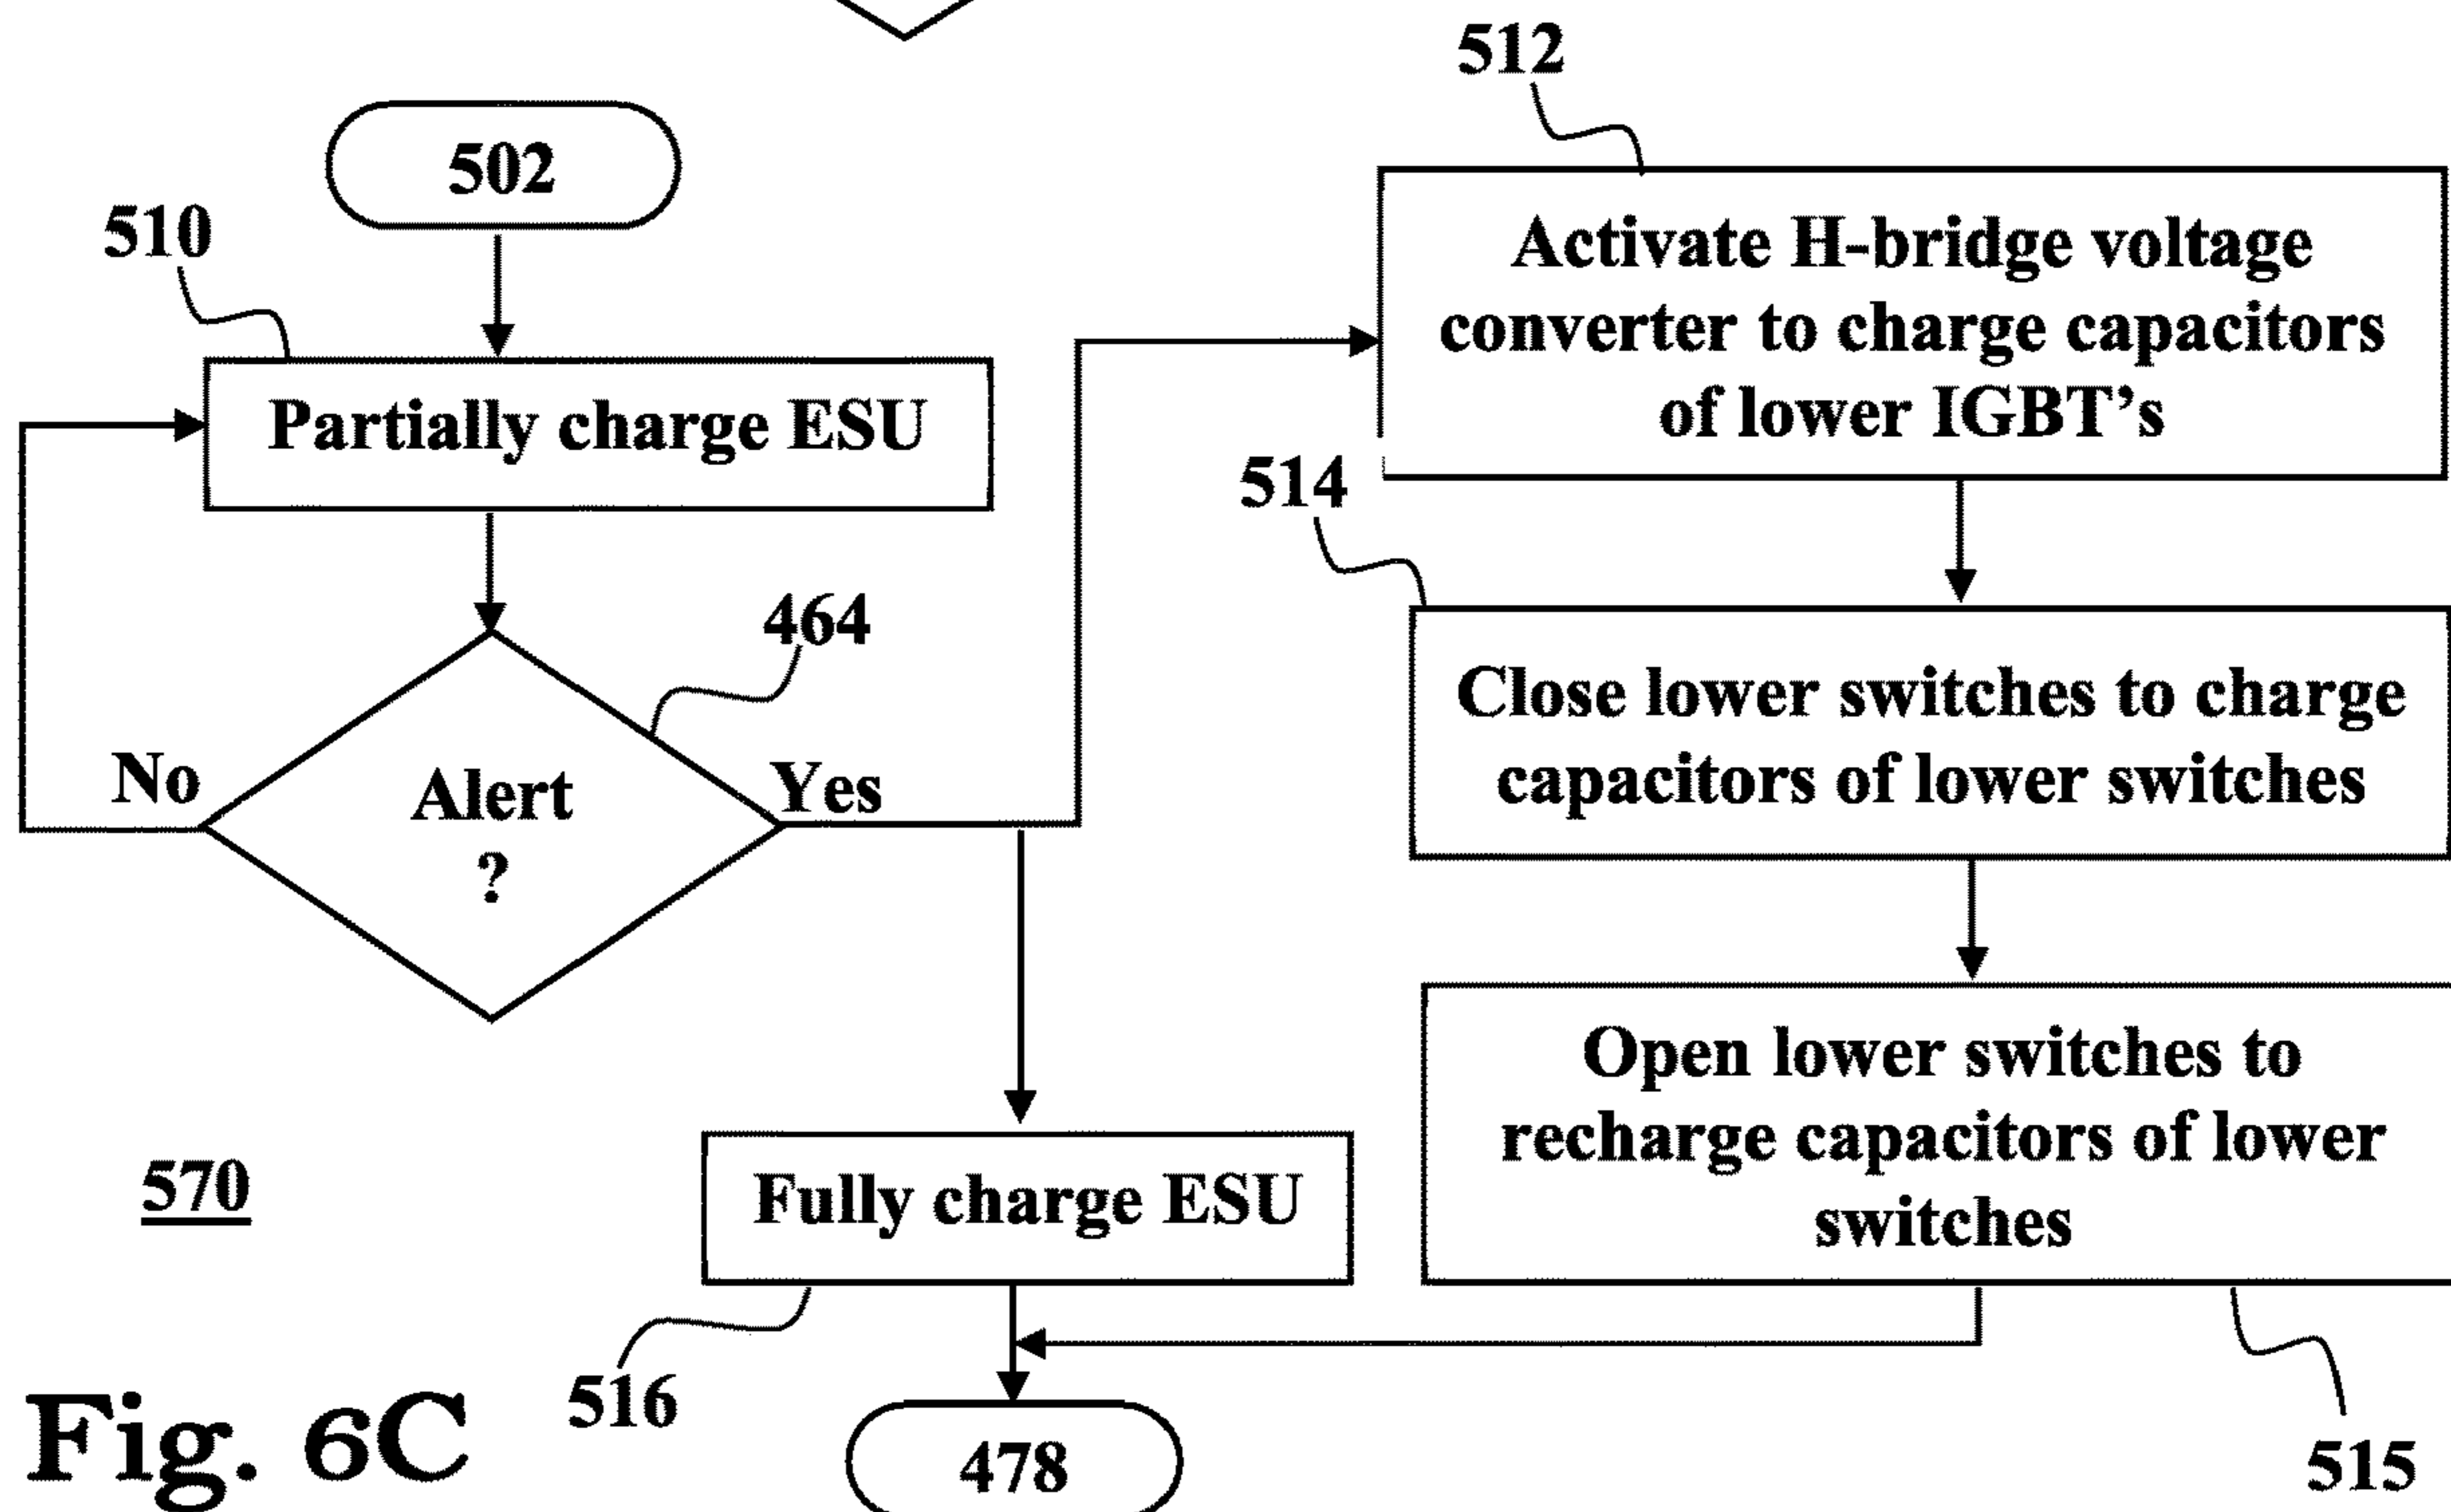 512
502
510
Activate H-bridge voltage
converter to charge capacitors
of lower IGBT’s
Partially charge ESU
514
464
Close lower switches to charge
capacitors of lower switches
No
Alert
?
Yes
Open lower switches to
recharge capacitors of lower
switches
570
Fully charge ESU
516
478
515
Fig. 6C